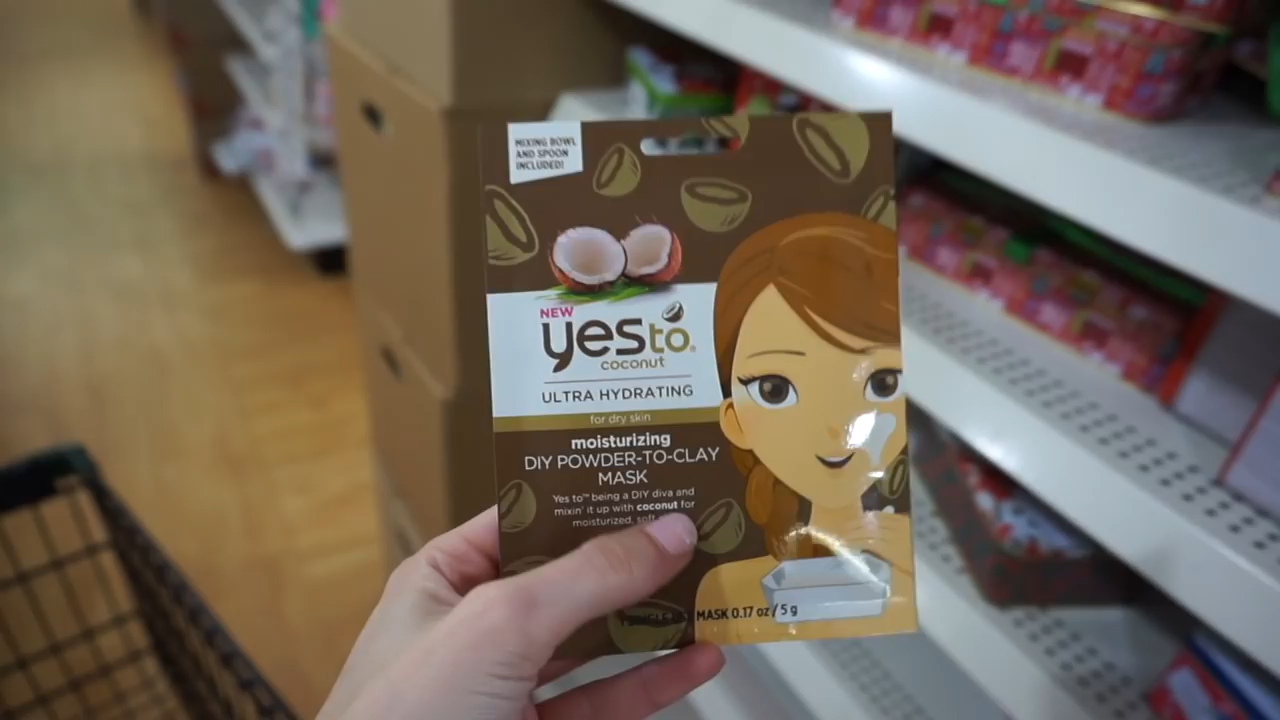 MIXING BOWL
AND SPOON
INCLUDED!
NEW
yes to
coconut
ULTRA HYDRATING
for dry skin
moisturizing
DIY POWDER-TO-CLAY
MASK
Yes to™ being a DIY diva and
mixin' it up with coconut for
moisturized, soft
MASK 0.17 oz / 5 g